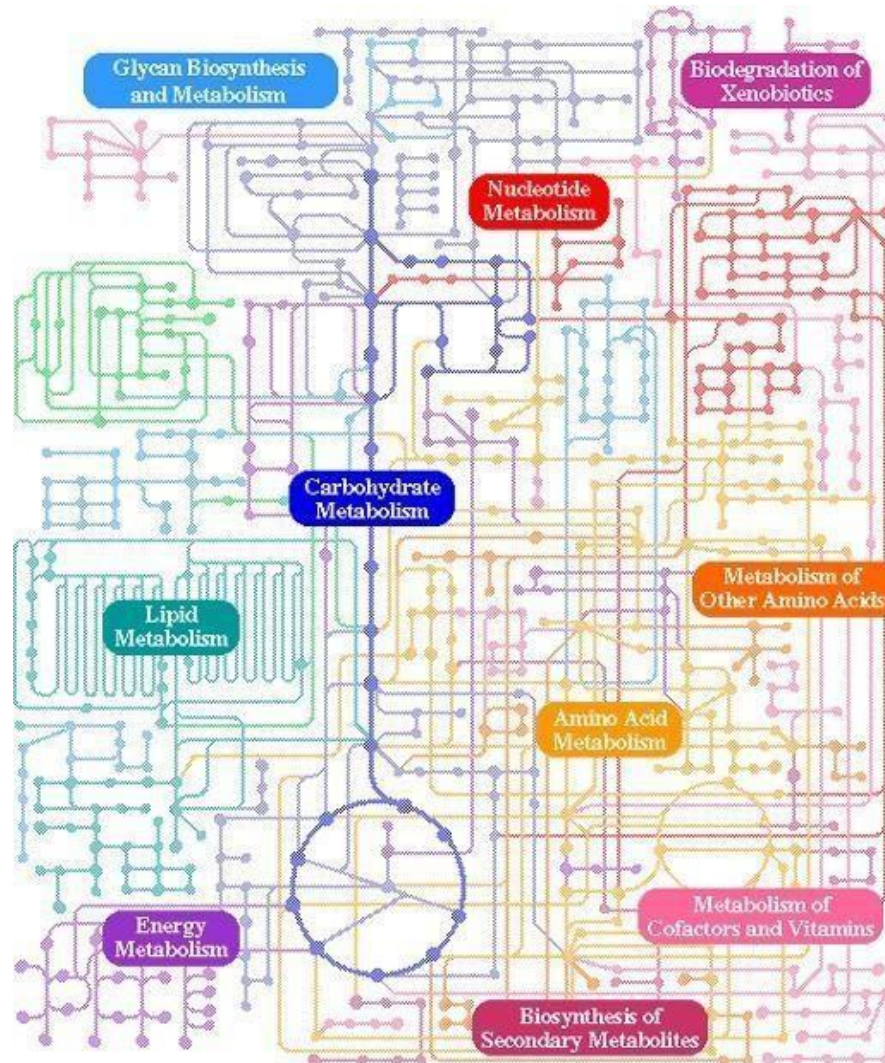 Glycan Biosynthesis
and Metabolism
Biodegradation of
Xenobiotics
Nucleotide
Metabolism
Carbohydrate
Metabolism
Lipid
Metabolism
Metabolism of
Other Amino Acids
Amino Acid
Metabolism
Metabolism of
Cofactors and Vitamins
Energy
Metabolism
Biosynthesis of
Secondary Metabolites